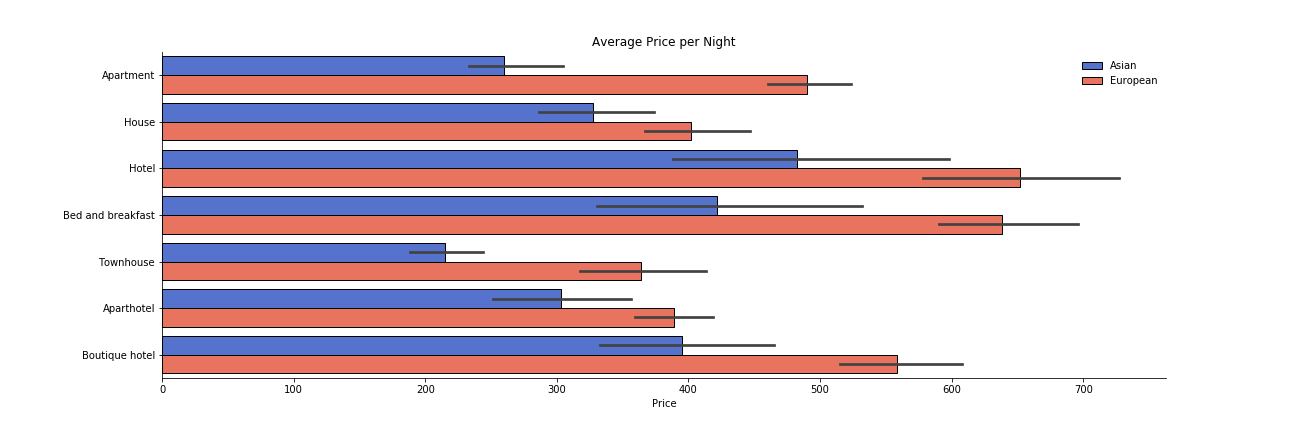 Average Price per Night
Asian
European
Apartment
House
Hotel
Bed and breakfast
Townhouse
Aparthotel
Boutique hotel
0 100 200 300 400 500 600 700
Price